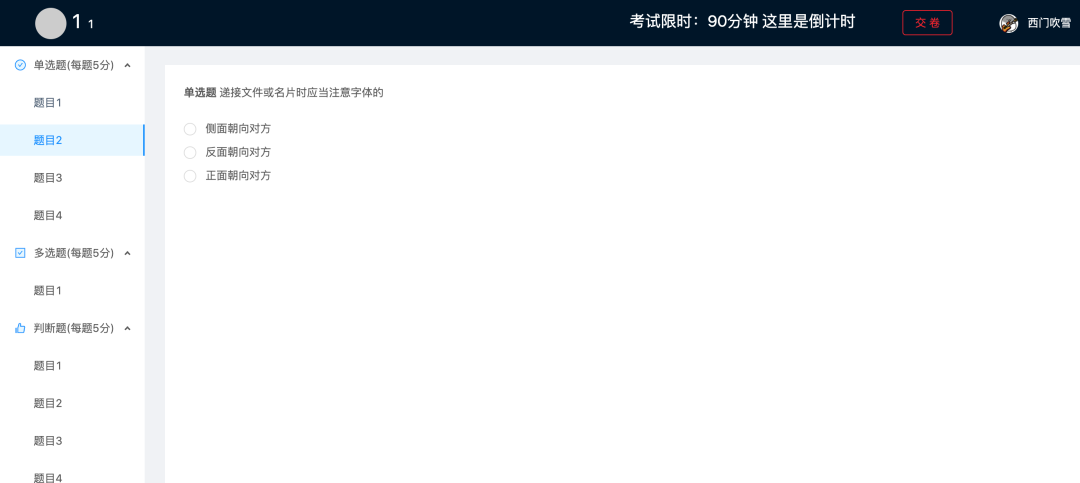 1 1
考试限时：90分钟 这里是倒计时
交 卷
西门吹雪
单选题(每题5分)
题目1
题目2
题目3
题目4
多选题(每题5分)
题目1
判断题(每题5分)
题目1
题目2
题目3
题目4
单选题 递接文件或名片时应当注意字体的
侧面朝向对方
反面朝向对方
正面朝向对方